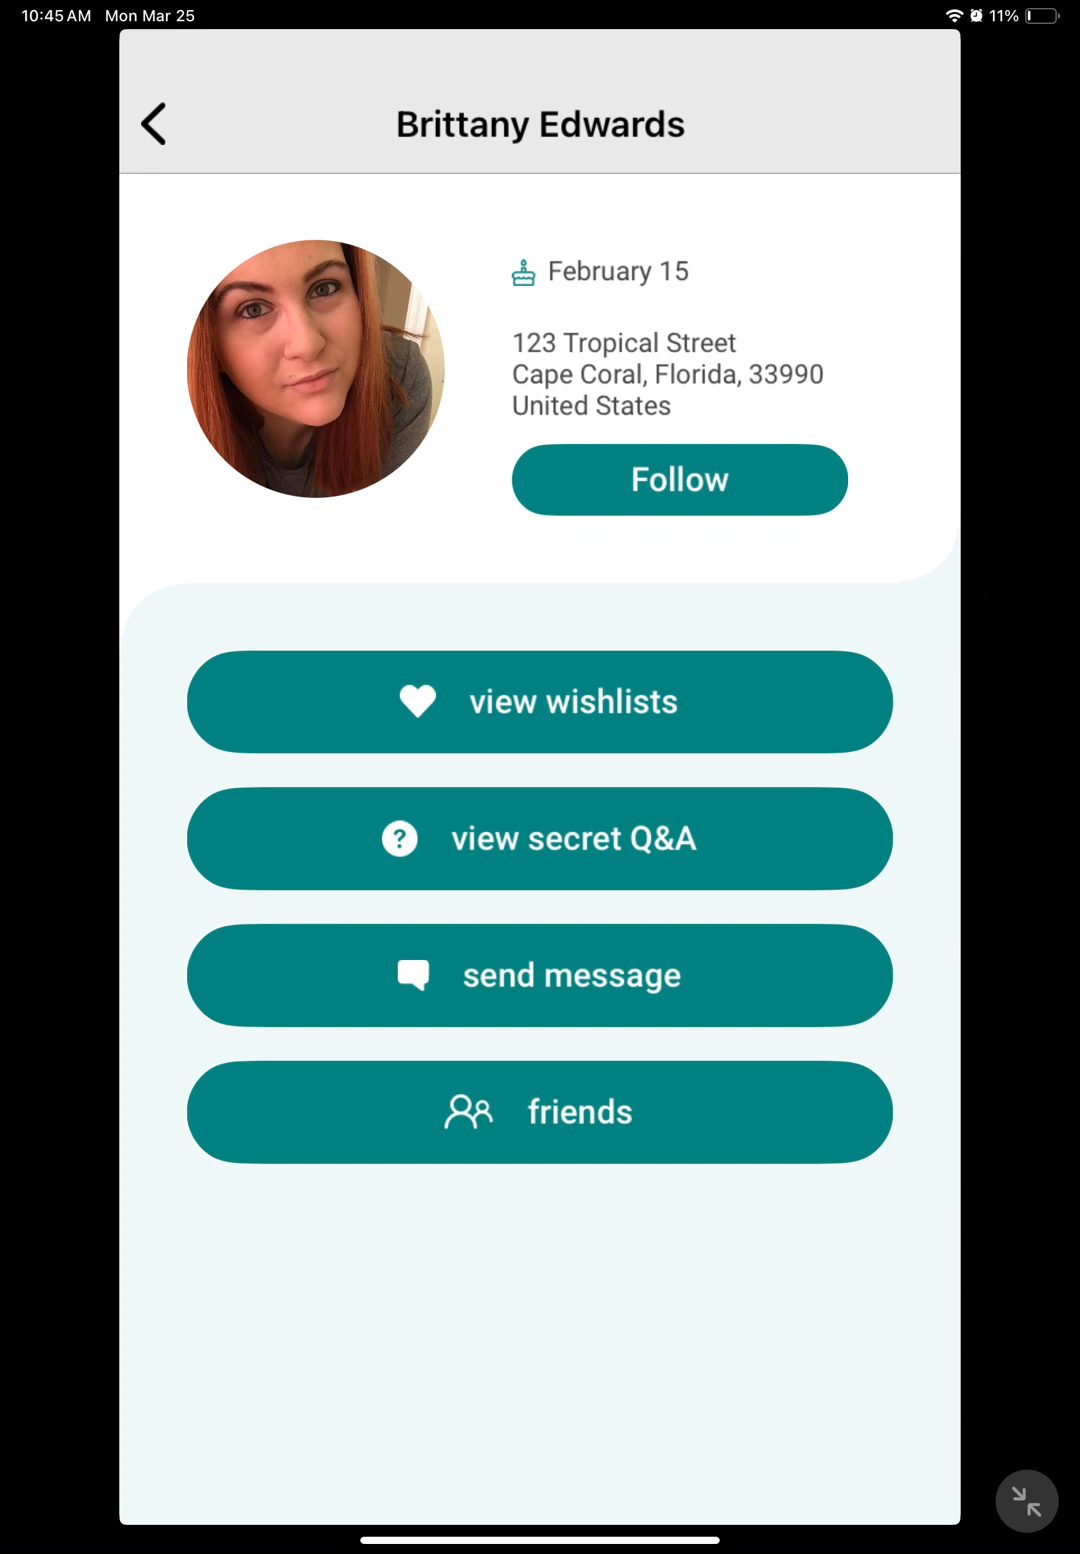 10:45 AM Mon Mar 25
11%
Brittany Edwards
February 15
123 Tropical Street
Cape Coral, Florida, 33990
United States
Follow
view wishlists
? view secret Q&A
send message
friends